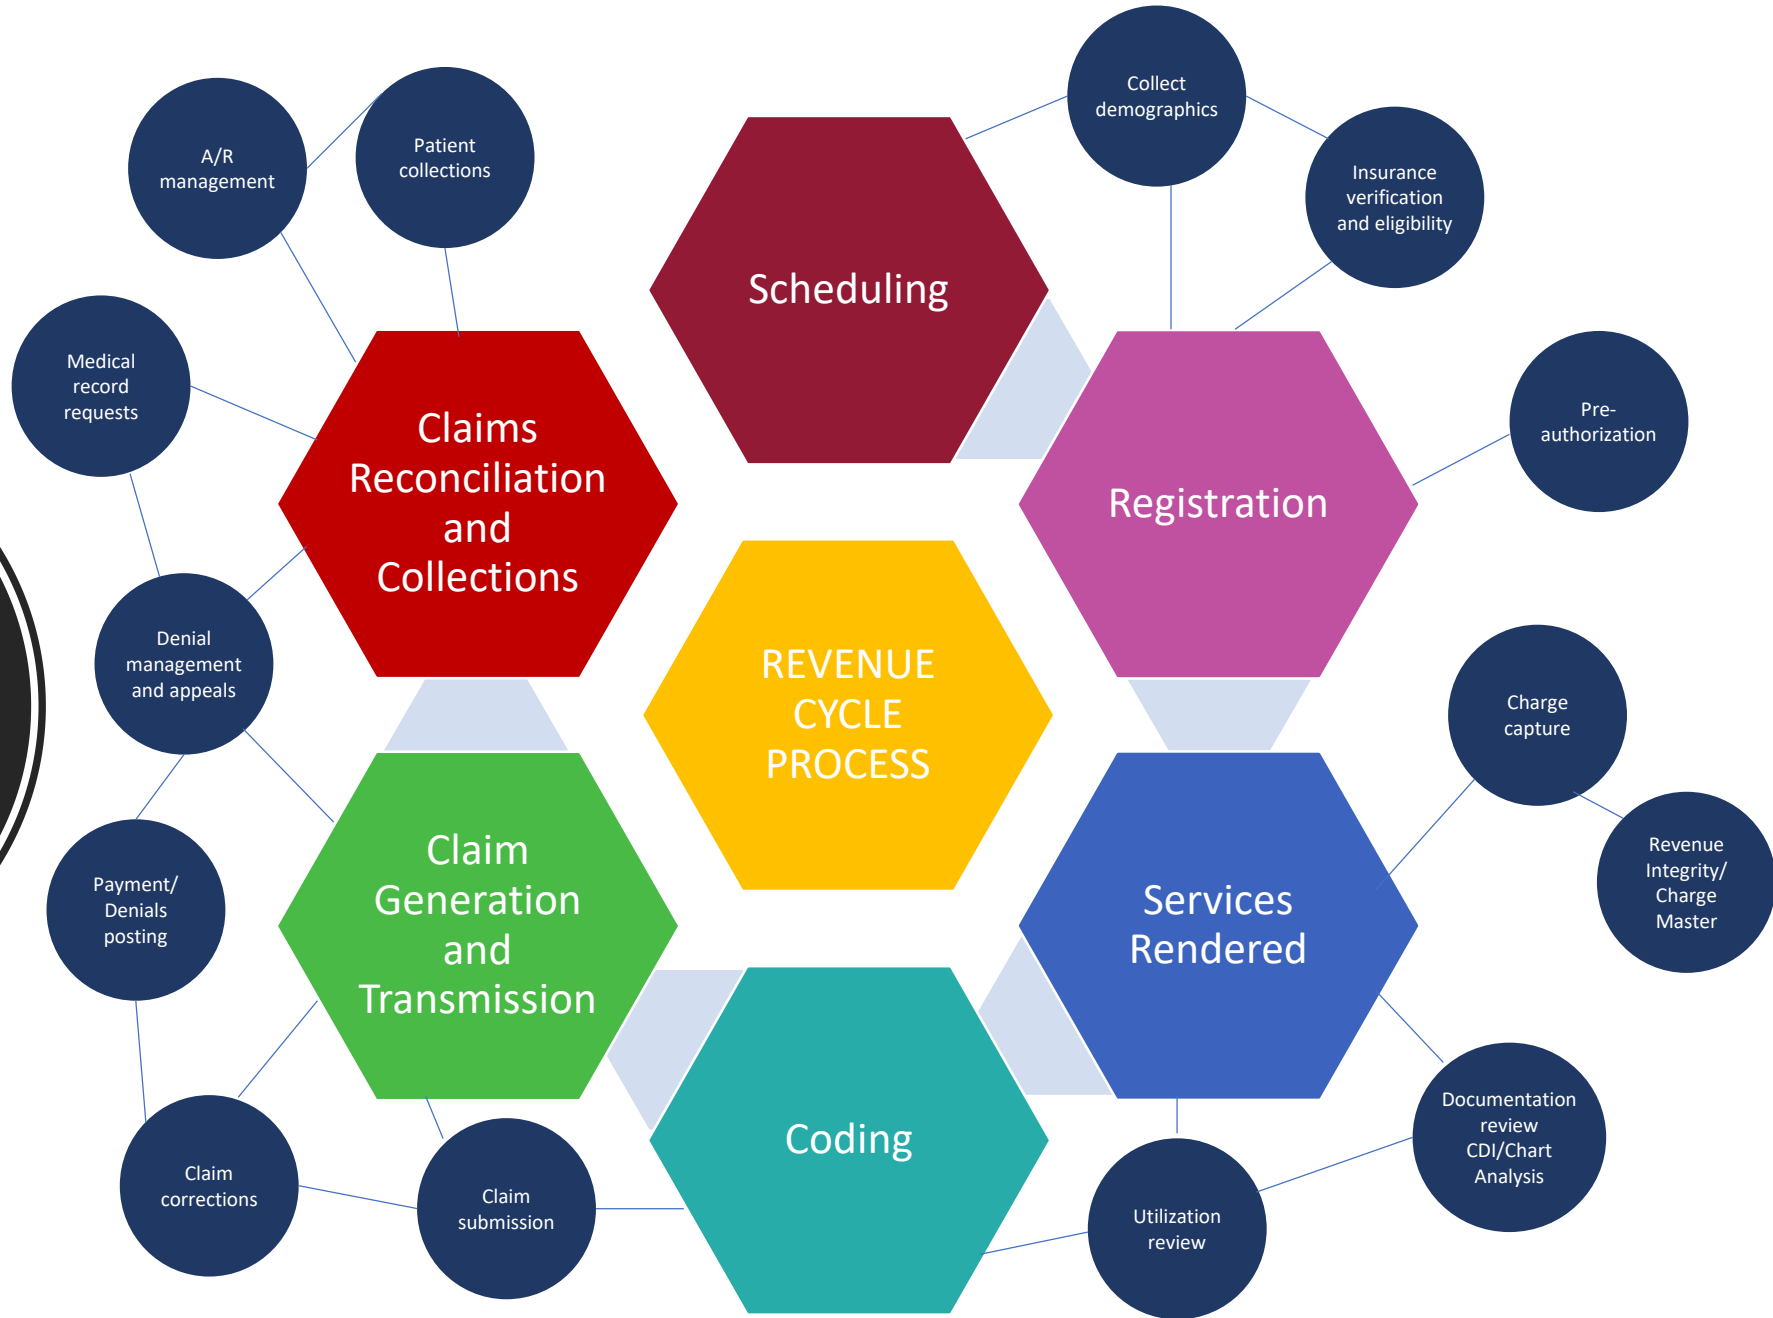 Collect
demographics
A/R
management
Patient
collections
Insurance
verification
and eligibility
Scheduling
Medical
record
requests
Claims
Reconciliation
and
Collections
Pre-
authorization
Registration
Denial
management
and appeals
REVENUE
CYCLE
PROCESS
Charge
capture
Claim
Generation
and
Transmission
Services
Rendered
Revenue
Integrity/
Charge
Master
Payment/
Denials
posting
Coding
Documentation
review
CDI/Chart
Analysis
Claim
corrections
Claim
submission
Utilization
review